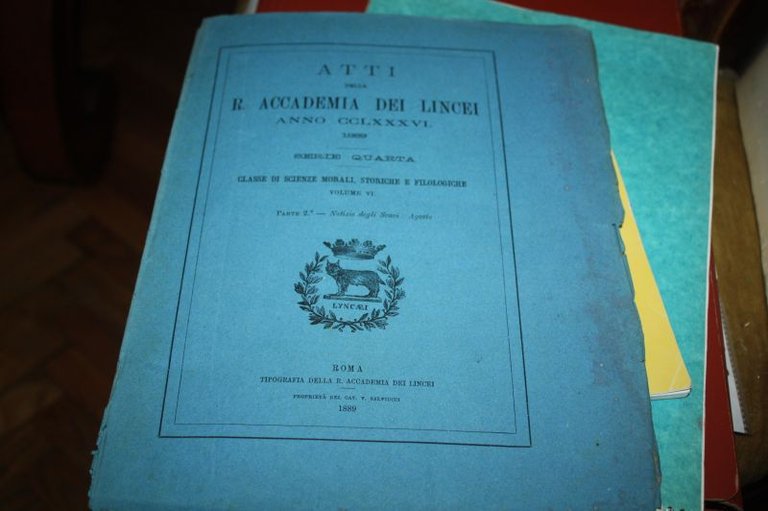 ATTI
DELLA
R. ACCADEMIA DEI LINCEI
ANNO CCLXXXVI.
1889
SERIE QUARTA
CLASSE DI SCIENZE MORALI, STORICHE E FILOLOGICHE
VOLUME VI.
PARTE 2.ª — Notizie degli Scavi. Agosto
LYNCÆI
ROMA
TIPOGRAFIA DELLA R. ACCADEMIA DEI LINCEI
PROPRIETÀ DEL CAV. V. SALVIUCCI
1889